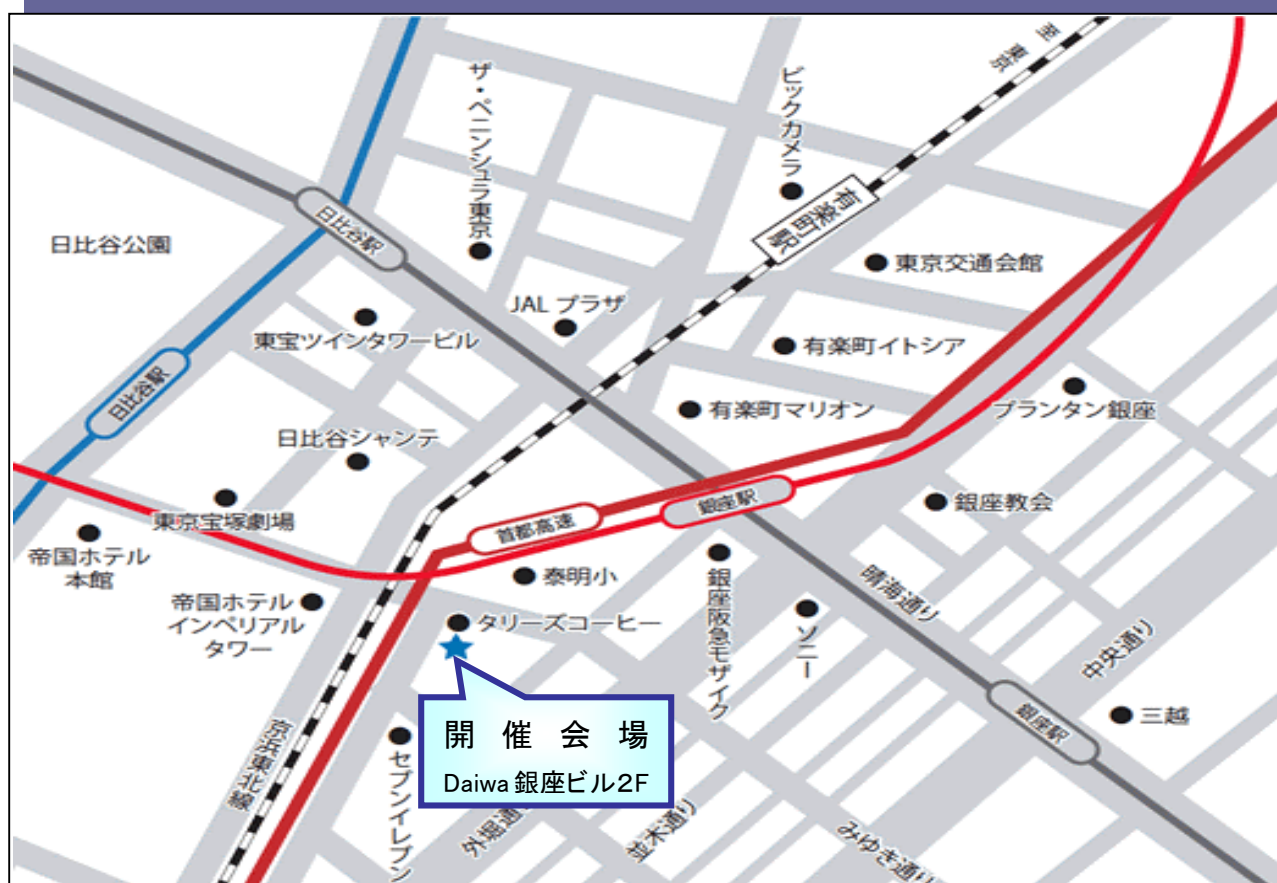 至
東京
ザ・ペニンシュラ東京
ビックカメラ
有楽町駅
日比谷駅
日比谷公園
東京交通会館
JAL プラザ
東宝ツインタワービル
有楽町イトシア
日比谷駅
有楽町マリオン
プランタン銀座
日比谷シャンテ
東京宝塚劇場
首都高速
銀座駅
銀座教会
帝国ホテル
本館
泰明小
帝国ホテル
インペリアル
タワー
タリーズコーヒー
銀座阪急モザイク
ソニー
晴海通り
中央通り
京浜東北線
セブンイレブン
開催会場
Daiwa 銀座ビル2F
銀座駅
三越
外堀通
並木通り
みゆき通り